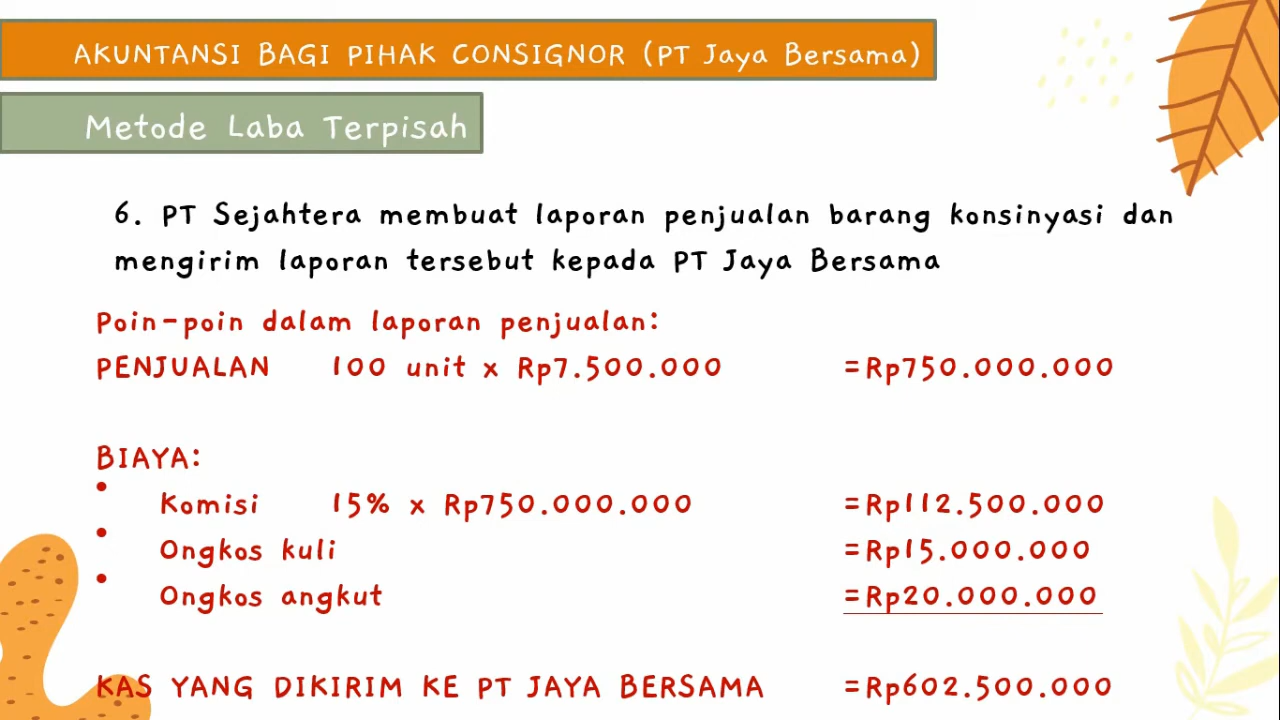 AKUNTANSI BAGI PIHAK CONSIGNOR (PT Jaya Bersama)
Metode Laba Terpisah
6. PT Sejahtera membuat laporan penjualan barang konsinyasi dan
mengirim laporan tersebut kepada PT Jaya Bersama
Poin-poin dalam laporan penjualan:
PENJUALAN 100 unit x Rp7.500.000 =Rp750.000.000
BIAYA:
• Komisi 15% x Rp750.000.000 =Rp112.500.000
• Ongkos kuli =Rp15.000.000
• Ongkos angkut =Rp20.000.000
KAS YANG DIKIRIM KE PT JAYA BERSAMA =Rp602.500.000